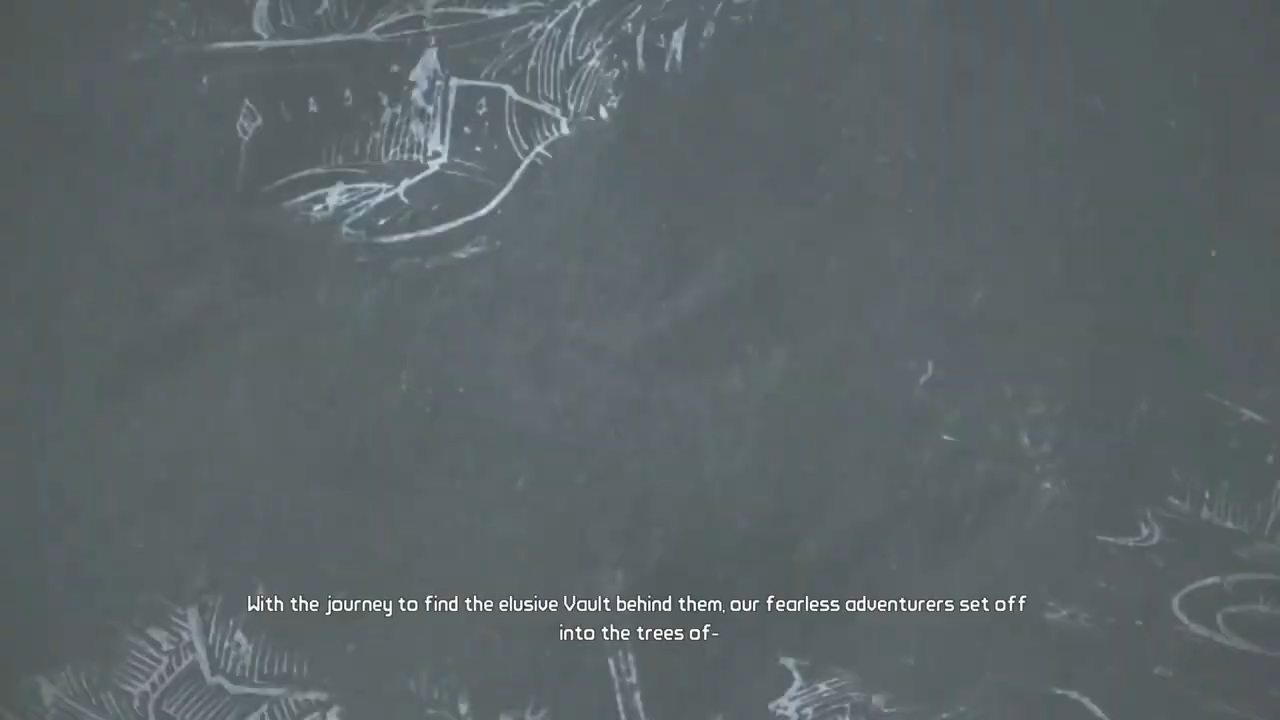 With the journey to find the elusive Vault behind them, our fearless adventurers set off
into the trees of-